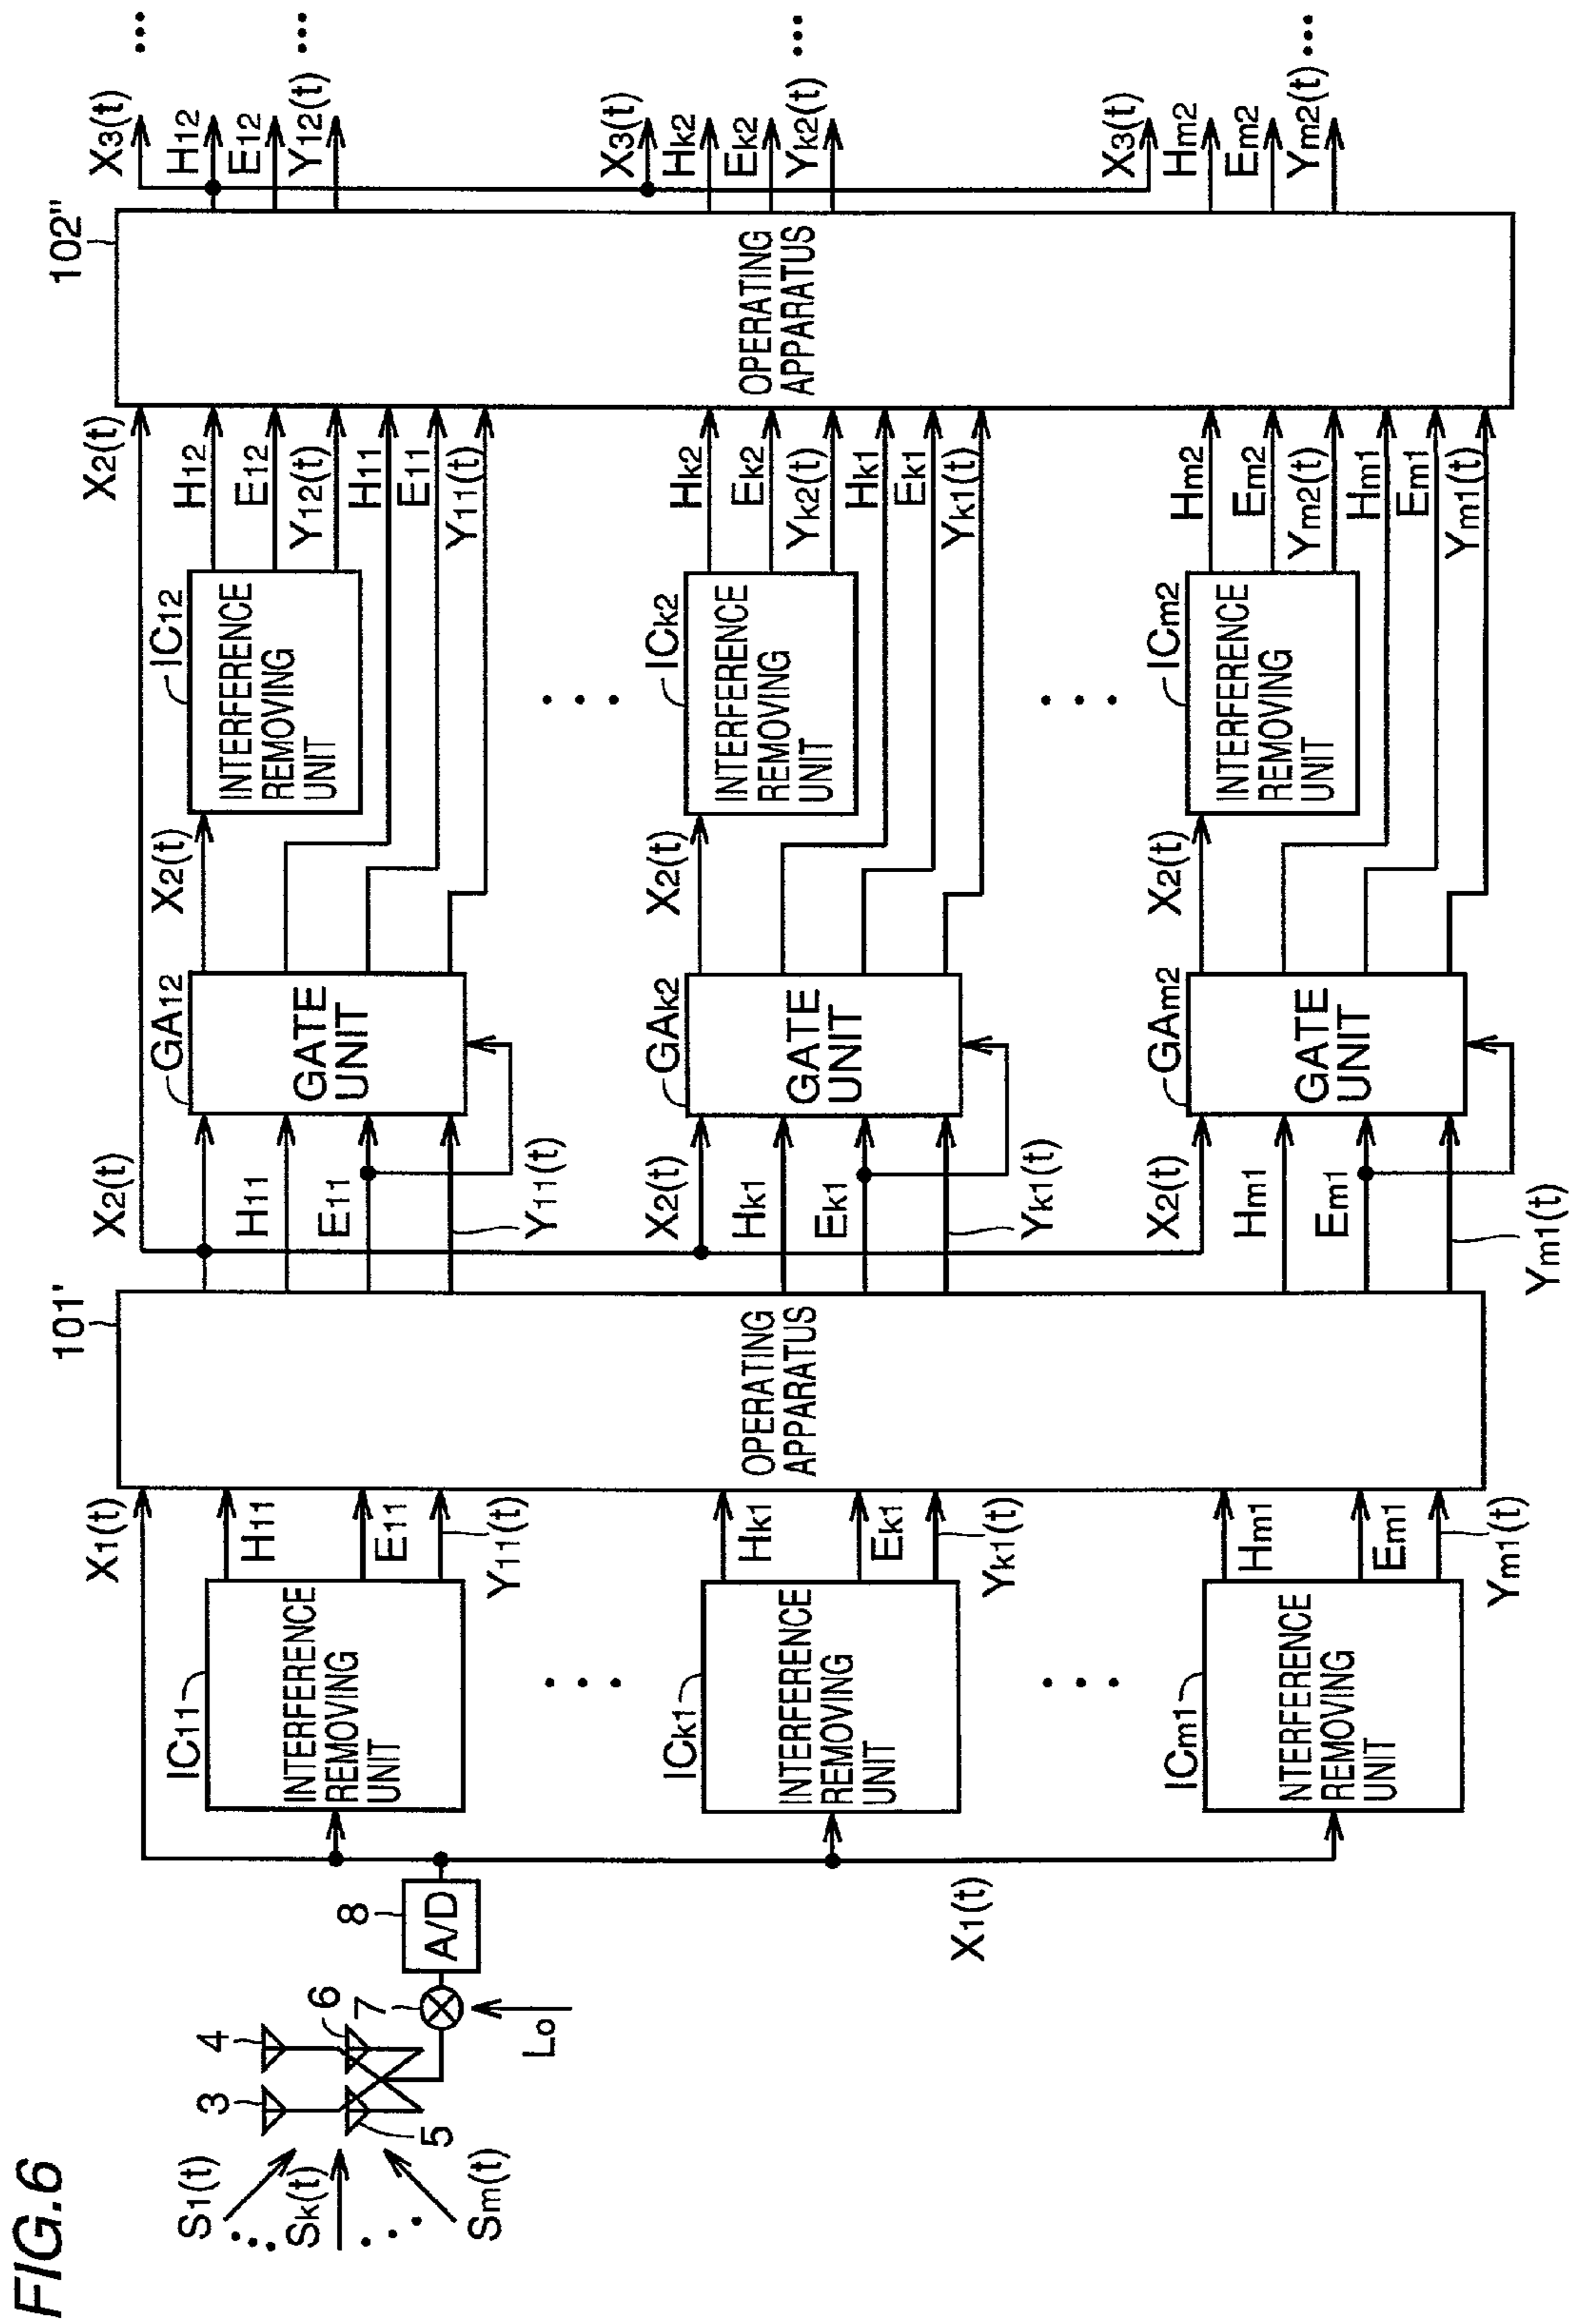 FIG.6
S1(t)
Sk(t)
Sm(t)
3
4
5
6
7
8
A/D
Lo
X1(t)
X1(t)
IC11
INTERFERENCE
REMOVING
UNIT
H11
E11
Y11(t)
ICk1
INTERFERENCE
REMOVING
UNIT
Hk1
Ek1
Yk1(t)
ICm1
NTERFERENCE
REMOVING
UNIT
Hm1
Em1
Ym1(t)
101'
OPERATING
APPARATUS
X2(t)
H11
E11
Y11(t)
X2(t)
Hk1
Ek1
Yk1(t)
X2(t)
Hm1
Em1
Ym1(t)
GA12
GATE
UNIT
GAk2
GATE
UNIT
GAm2
GATE
UNIT
X2(t)
X2(t)
X2(t)
IC12
INTERFERENCE
REMOVING
UNIT
ICk2
INTERFERENCE
REMOVING
UNIT
ICm2
INTERFERENCE
REMOVING
UNIT
X2(t)
H12
E12
Y12(t)
H11
E11
Y11(t)
Hk2
Ek2
Yk2(t)
Hk1
Ek1
Yk1(t)
Hm2
Em2
Ym2(t)
Hm1
Em1
Ym1(t)
102"
OPERATING
APPARATUS
X3(t)
H12
E12
Y12(t)
X3(t)
Hk2
Ek2
Yk2(t)
X3(t)
Hm2
Em2
Ym2(t)